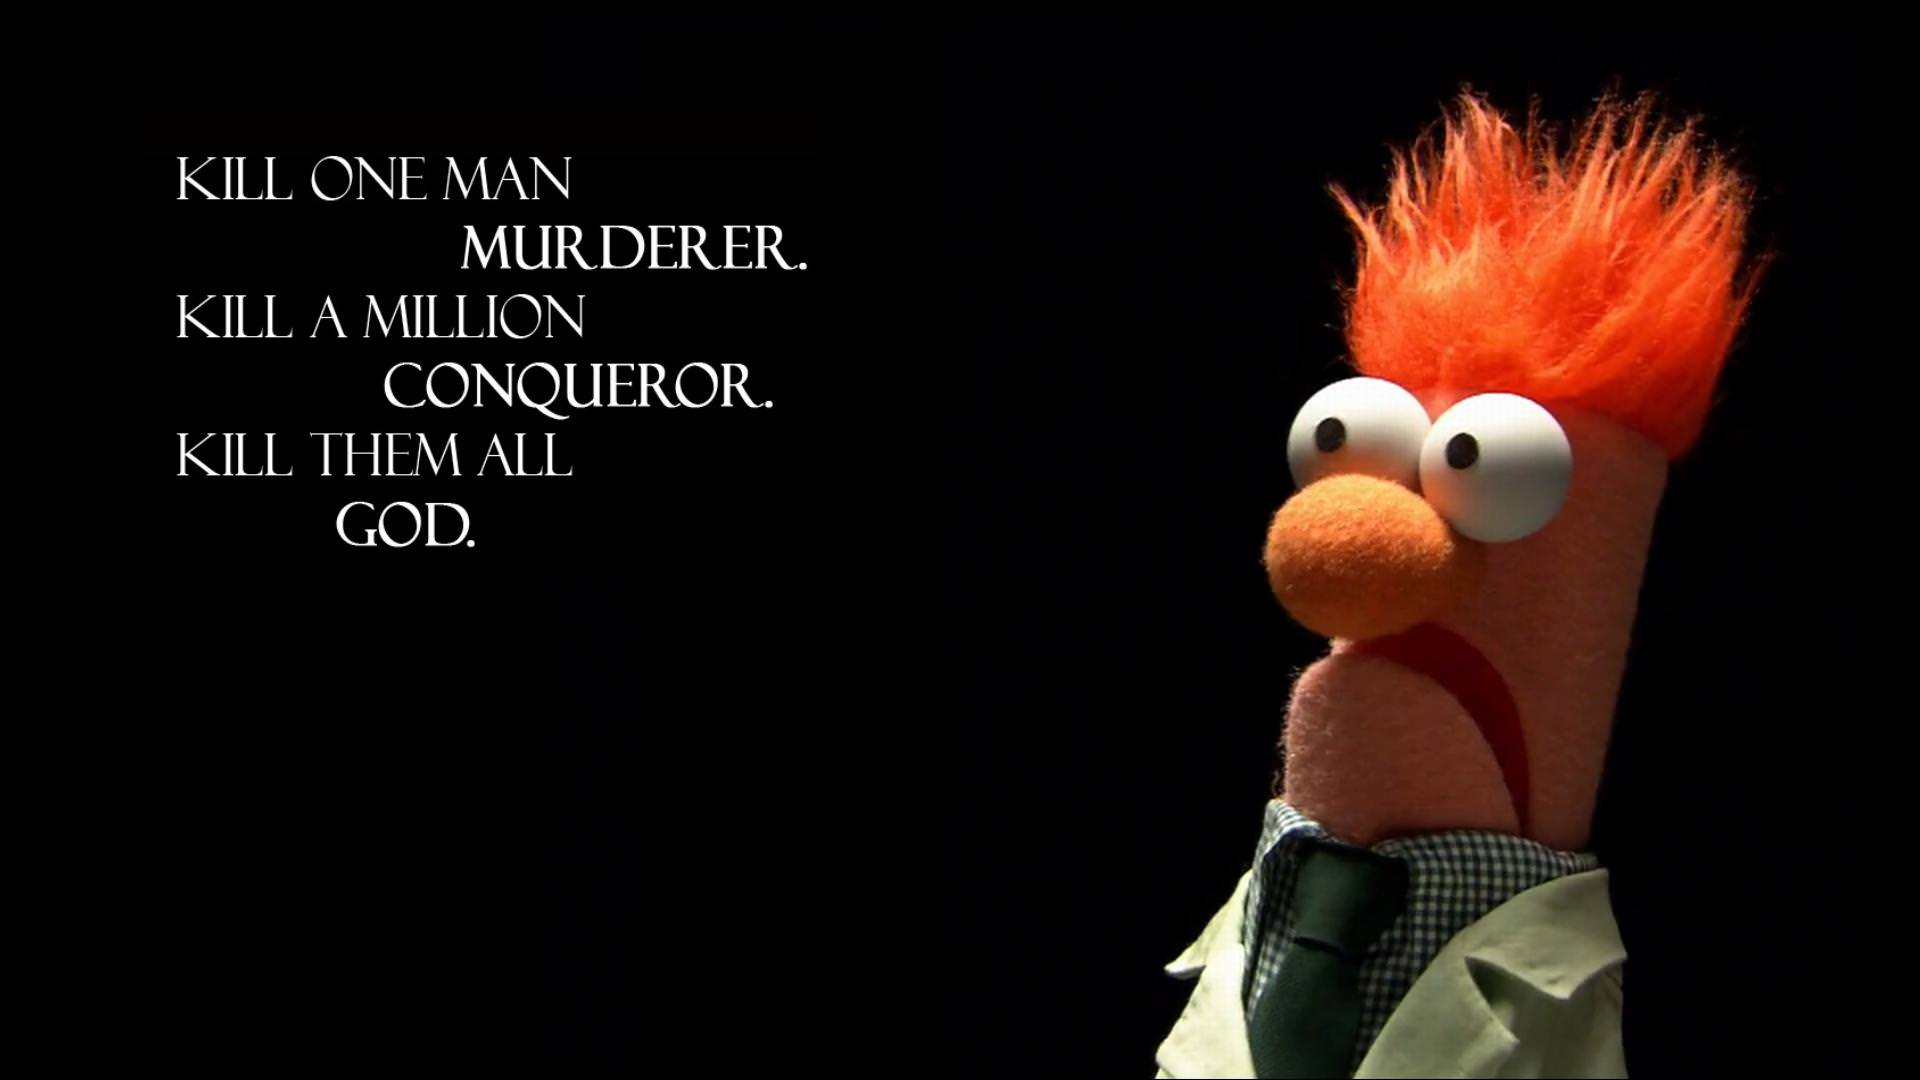 KILL ONE MAN
MURDERER.
KILL A MILLION
CONQUEROR.
KILL THEM ALL
GOD.